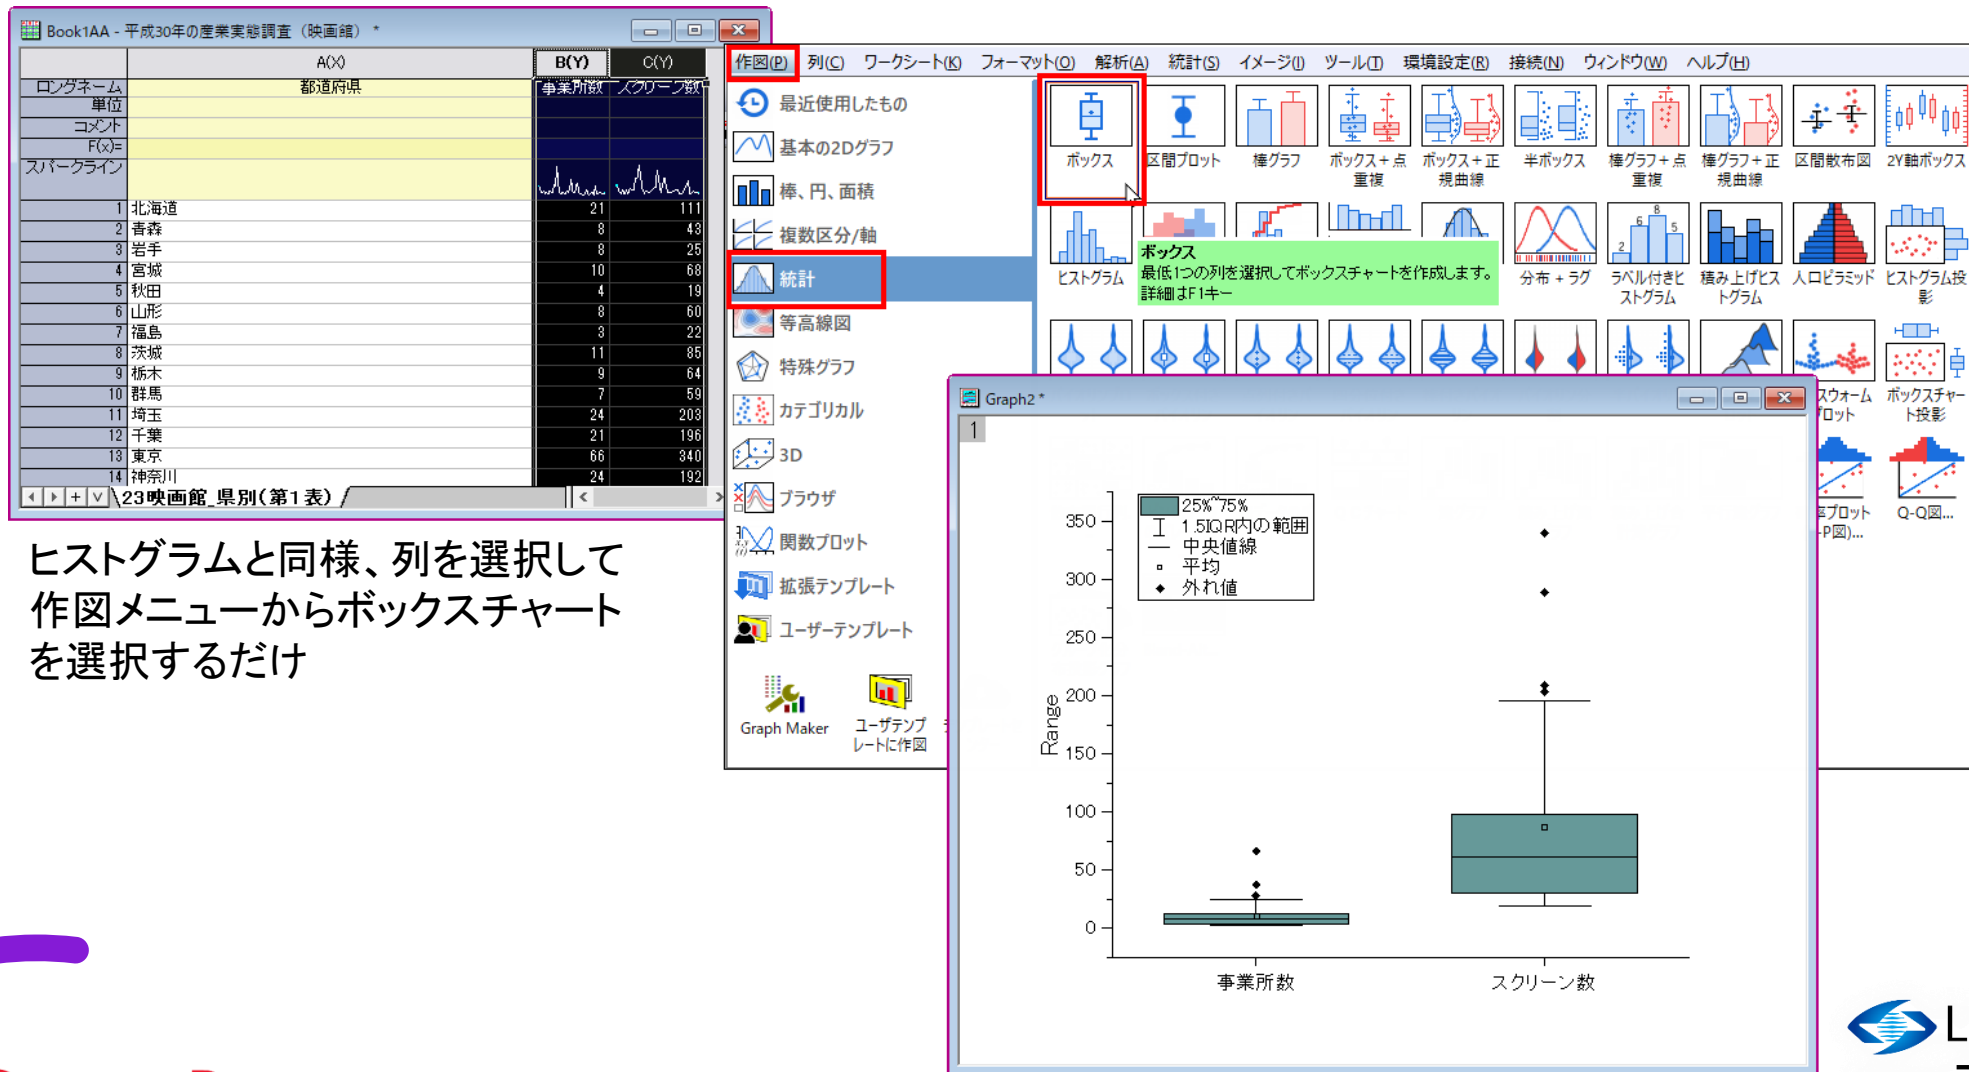 Book1AA - 平成30年の産業実態調査（映画館） *
A(X) B(Y) C(Y)
ロングネーム 都道府県 事業所数 スクリーン数
単位
コメント
F(x)=
スパークライン
1 北海道 21 111
2 青森 8 43
3 岩手 8 25
4 宮城 10 68
5 秋田 4 19
6 山形 8 60
7 福島 3 22
8 茨城 11 85
9 栃木 9 64
10 群馬 7 59
11 埼玉 24 203
12 千葉 21 196
13 東京 66 340
14 神奈川 24 192
23映画館_県別(第1表)
ヒストグラムと同様、列を選択して
作図メニューからボックスチャート
を選択するだけ
作図(P) 列(C) ワークシート(K) フォーマット(O) 解析(A) 統計(S) イメージ(I) ツール(T) 環境設定(R) 接続(N) ウィンドウ(W) ヘルプ(H)
最近使用したもの
基本の2Dグラフ
棒、円、面積
複数区分/軸
統計
等高線図
特殊グラフ
カテゴリカル
3D
ブラウザ
関数プロット
拡張テンプレート
ユーザーテンプレート
Graph Maker
ユーザテンプ
レートに作図
ボックス
区間プロット
棒グラフ
ボックス+点
重複
ボックス+正
規曲線
半ボックス
棒グラフ+点
重複
棒グラフ+正
規曲線
区間散布図
2Y軸ボックス
ヒストグラム
ボックス
最低1つの列を選択してボックスチャートを作成します。
詳細はF1キー
分布 + ラグ
2 6 8 5
ラベル付きヒ
ストグラム
積み上げヒス
トグラム
人口ピラミッド
ヒストグラム投
影
スウォーム
プロット
ボックスチャー
ト投影
率プロット
-P図)...
Q-Q図...
Graph2 *
1
25%~75%
1.5IQR内の範囲
中央値線
平均
外れ値
Range
350
300
250
200
150
100
50
0
事業所数 スクリーン数
L